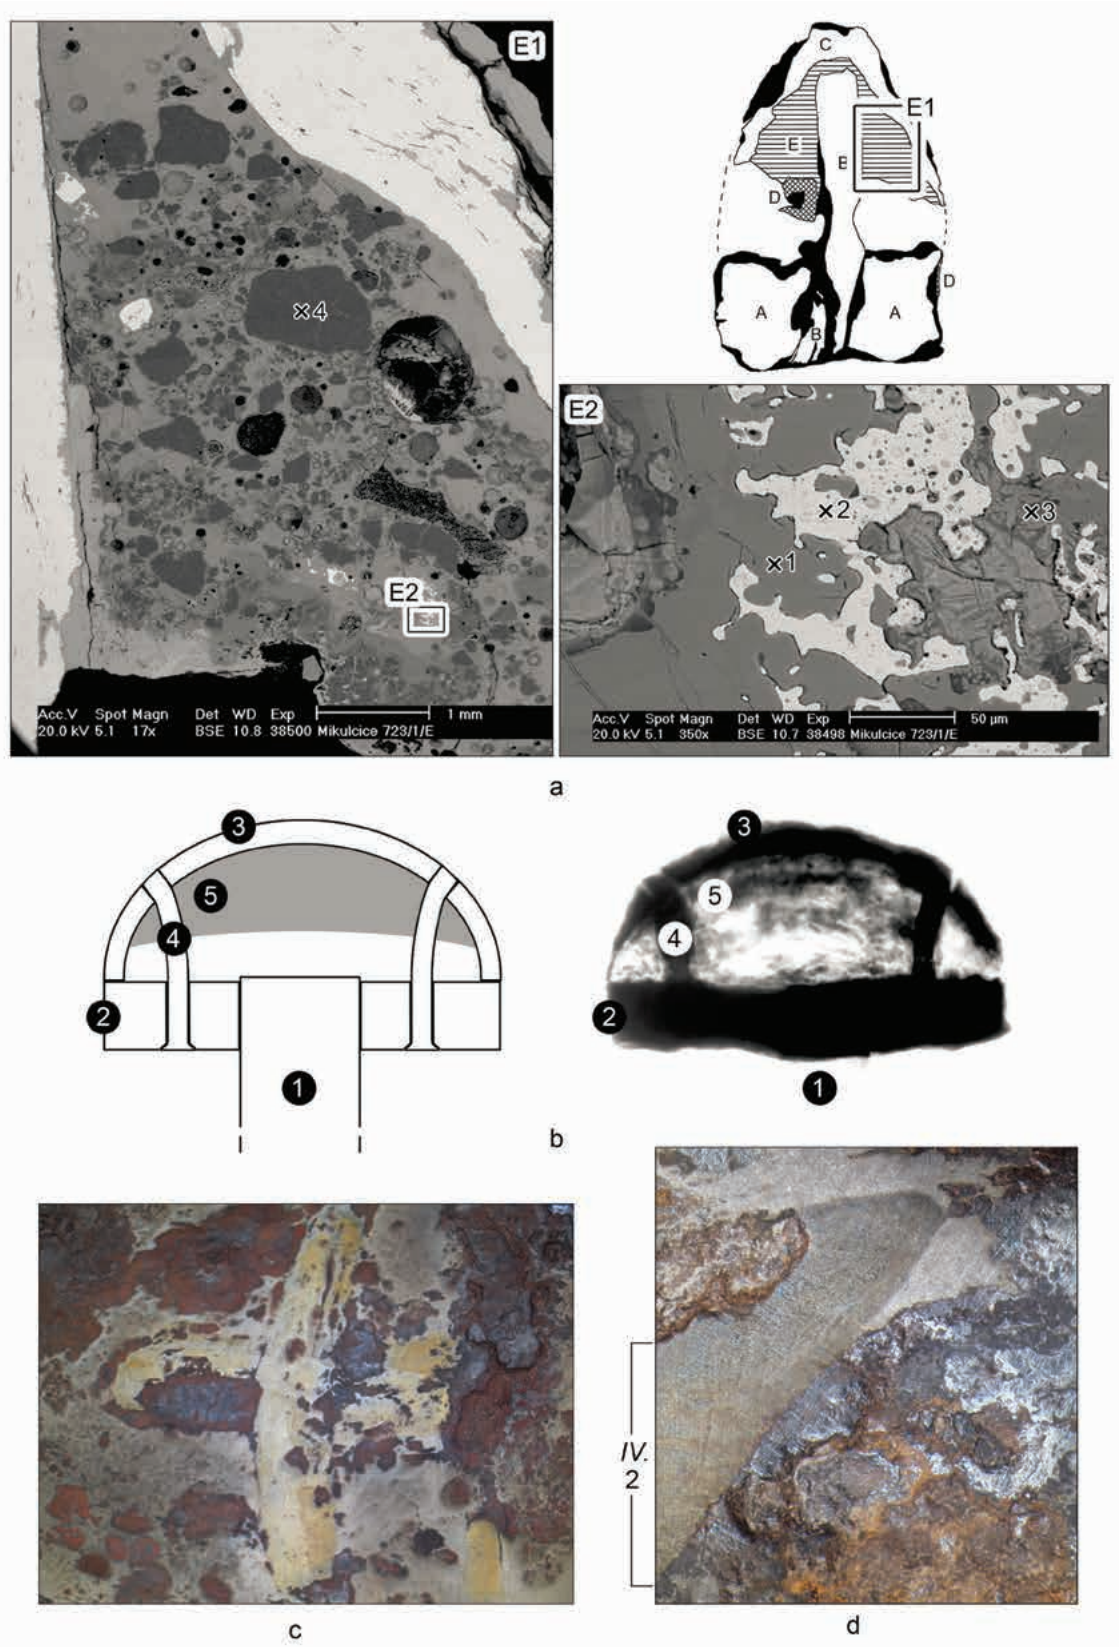 E1
×4
E2
Acc.V Spot Magn Det WD Exp 1 mm
20.0 kV 5.1 17x BSE 10.8 38500 Mikulcice 723/1/E
C
E1
E
B
D
D
A
A
B
E2
×2
×3
×1
Acc.V Spot Magn Det WD Exp 50 µm
20.0 kV 5.1 350x BSE 10.7 38498 Mikulcice 723/1/E
a
3
5
4
2
1
3
5
4
2
1
b
IV.
2
c
d